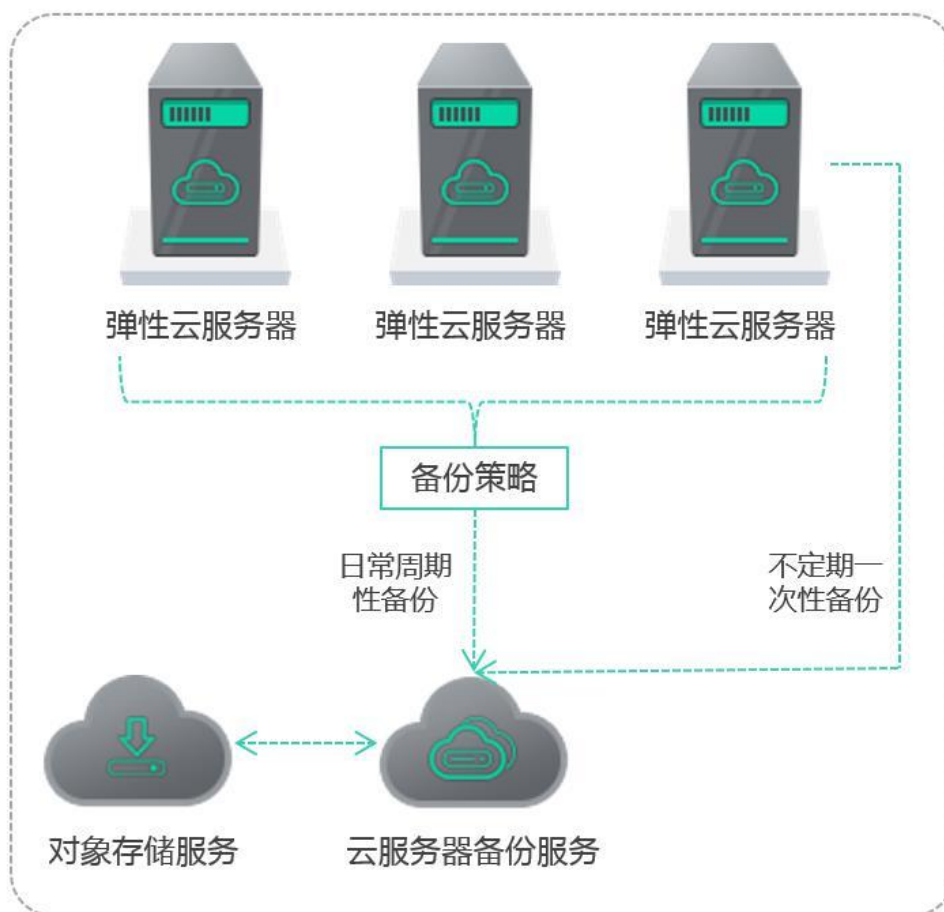 弹性云服务器
弹性云服务器
弹性云服务器
备份策略
日常周期
性备份
不定期一
次性备份
对象存储服务
云服务器备份服务